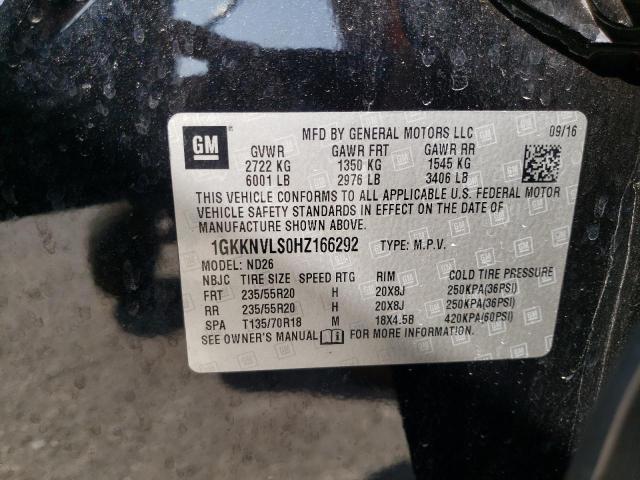 GM
MFD BY GENERAL MOTORS LLC 09/16
GVWR GAWR FRT GAWR RR
2722 KG 1350 KG 1545 KG
6001 LB 2976 LB 3406 LB
THIS VEHICLE CONFORMS TO ALL APPLICABLE U.S. FEDERAL MOTOR
VEHICLE SAFETY STANDARDS IN EFFECT ON THE DATE OF
MANUFACTURE SHOWN ABOVE.
1GKKNVLS0HZ166292 TYPE: M.P.V.
MODEL: ND26
NBJC TIRE SIZE SPEED RTG RIM COLD TIRE PRESSURE
FRT 235/55R20 H 20X8J 250KPA(36PSI)
RR 235/55R20 H 20X8J 250KPA(36PSI)
SPA T135/70R18 M 18X4.5B 420KPA(60PSI)
SEE OWNER'S MANUAL FOR MORE INFORMATION.